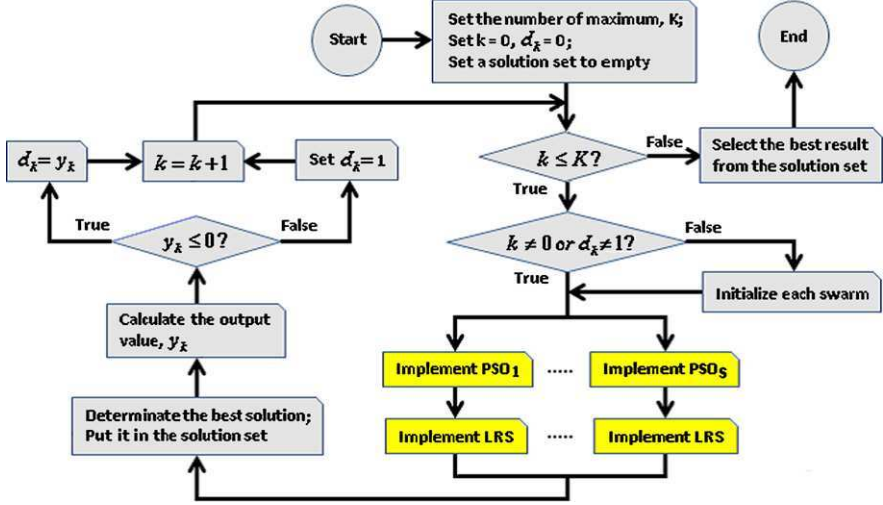 Start
Set the number of maximum, K;
Set k = 0, d_k = 0;
Set a solution set to empty
End
d_k = y_k
k = k + 1
Set d_k = 1
k ≤ K?
False
Select the best result
from the solution set
True
True
y_k ≤ 0?
False
k ≠ 0 or d_k ≠ 1?
False
True
Initialize each swarm
Calculate the output
value, y_k
Implement PSO1
.....
Implement PSOS
Determinate the best solution;
Put it in the solution set
Implement LRS
.....
Implement LRS